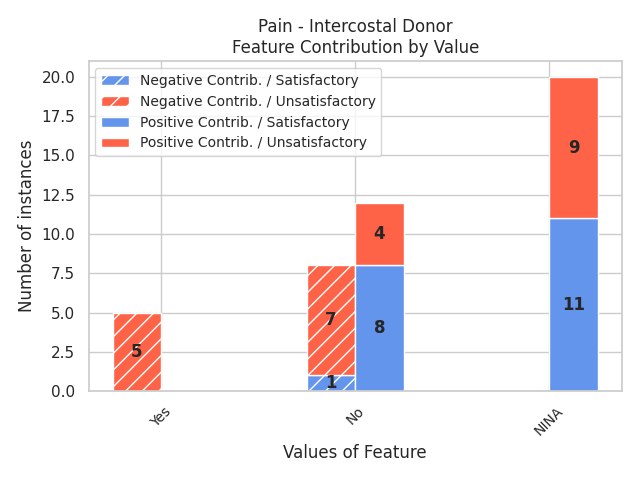 Pain - Intercostal Donor
Feature Contribution by Value
Negative Contrib. / Satisfactory
Negative Contrib. / Unsatisfactory
Positive Contrib. / Satisfactory
Positive Contrib. / Unsatisfactory
Number of instances
20.0
17.5
15.0
12.5
10.0
7.5
5.0
2.5
0.0
5
7
1
4
8
9
11
Yes
No
NINA
Values of Feature